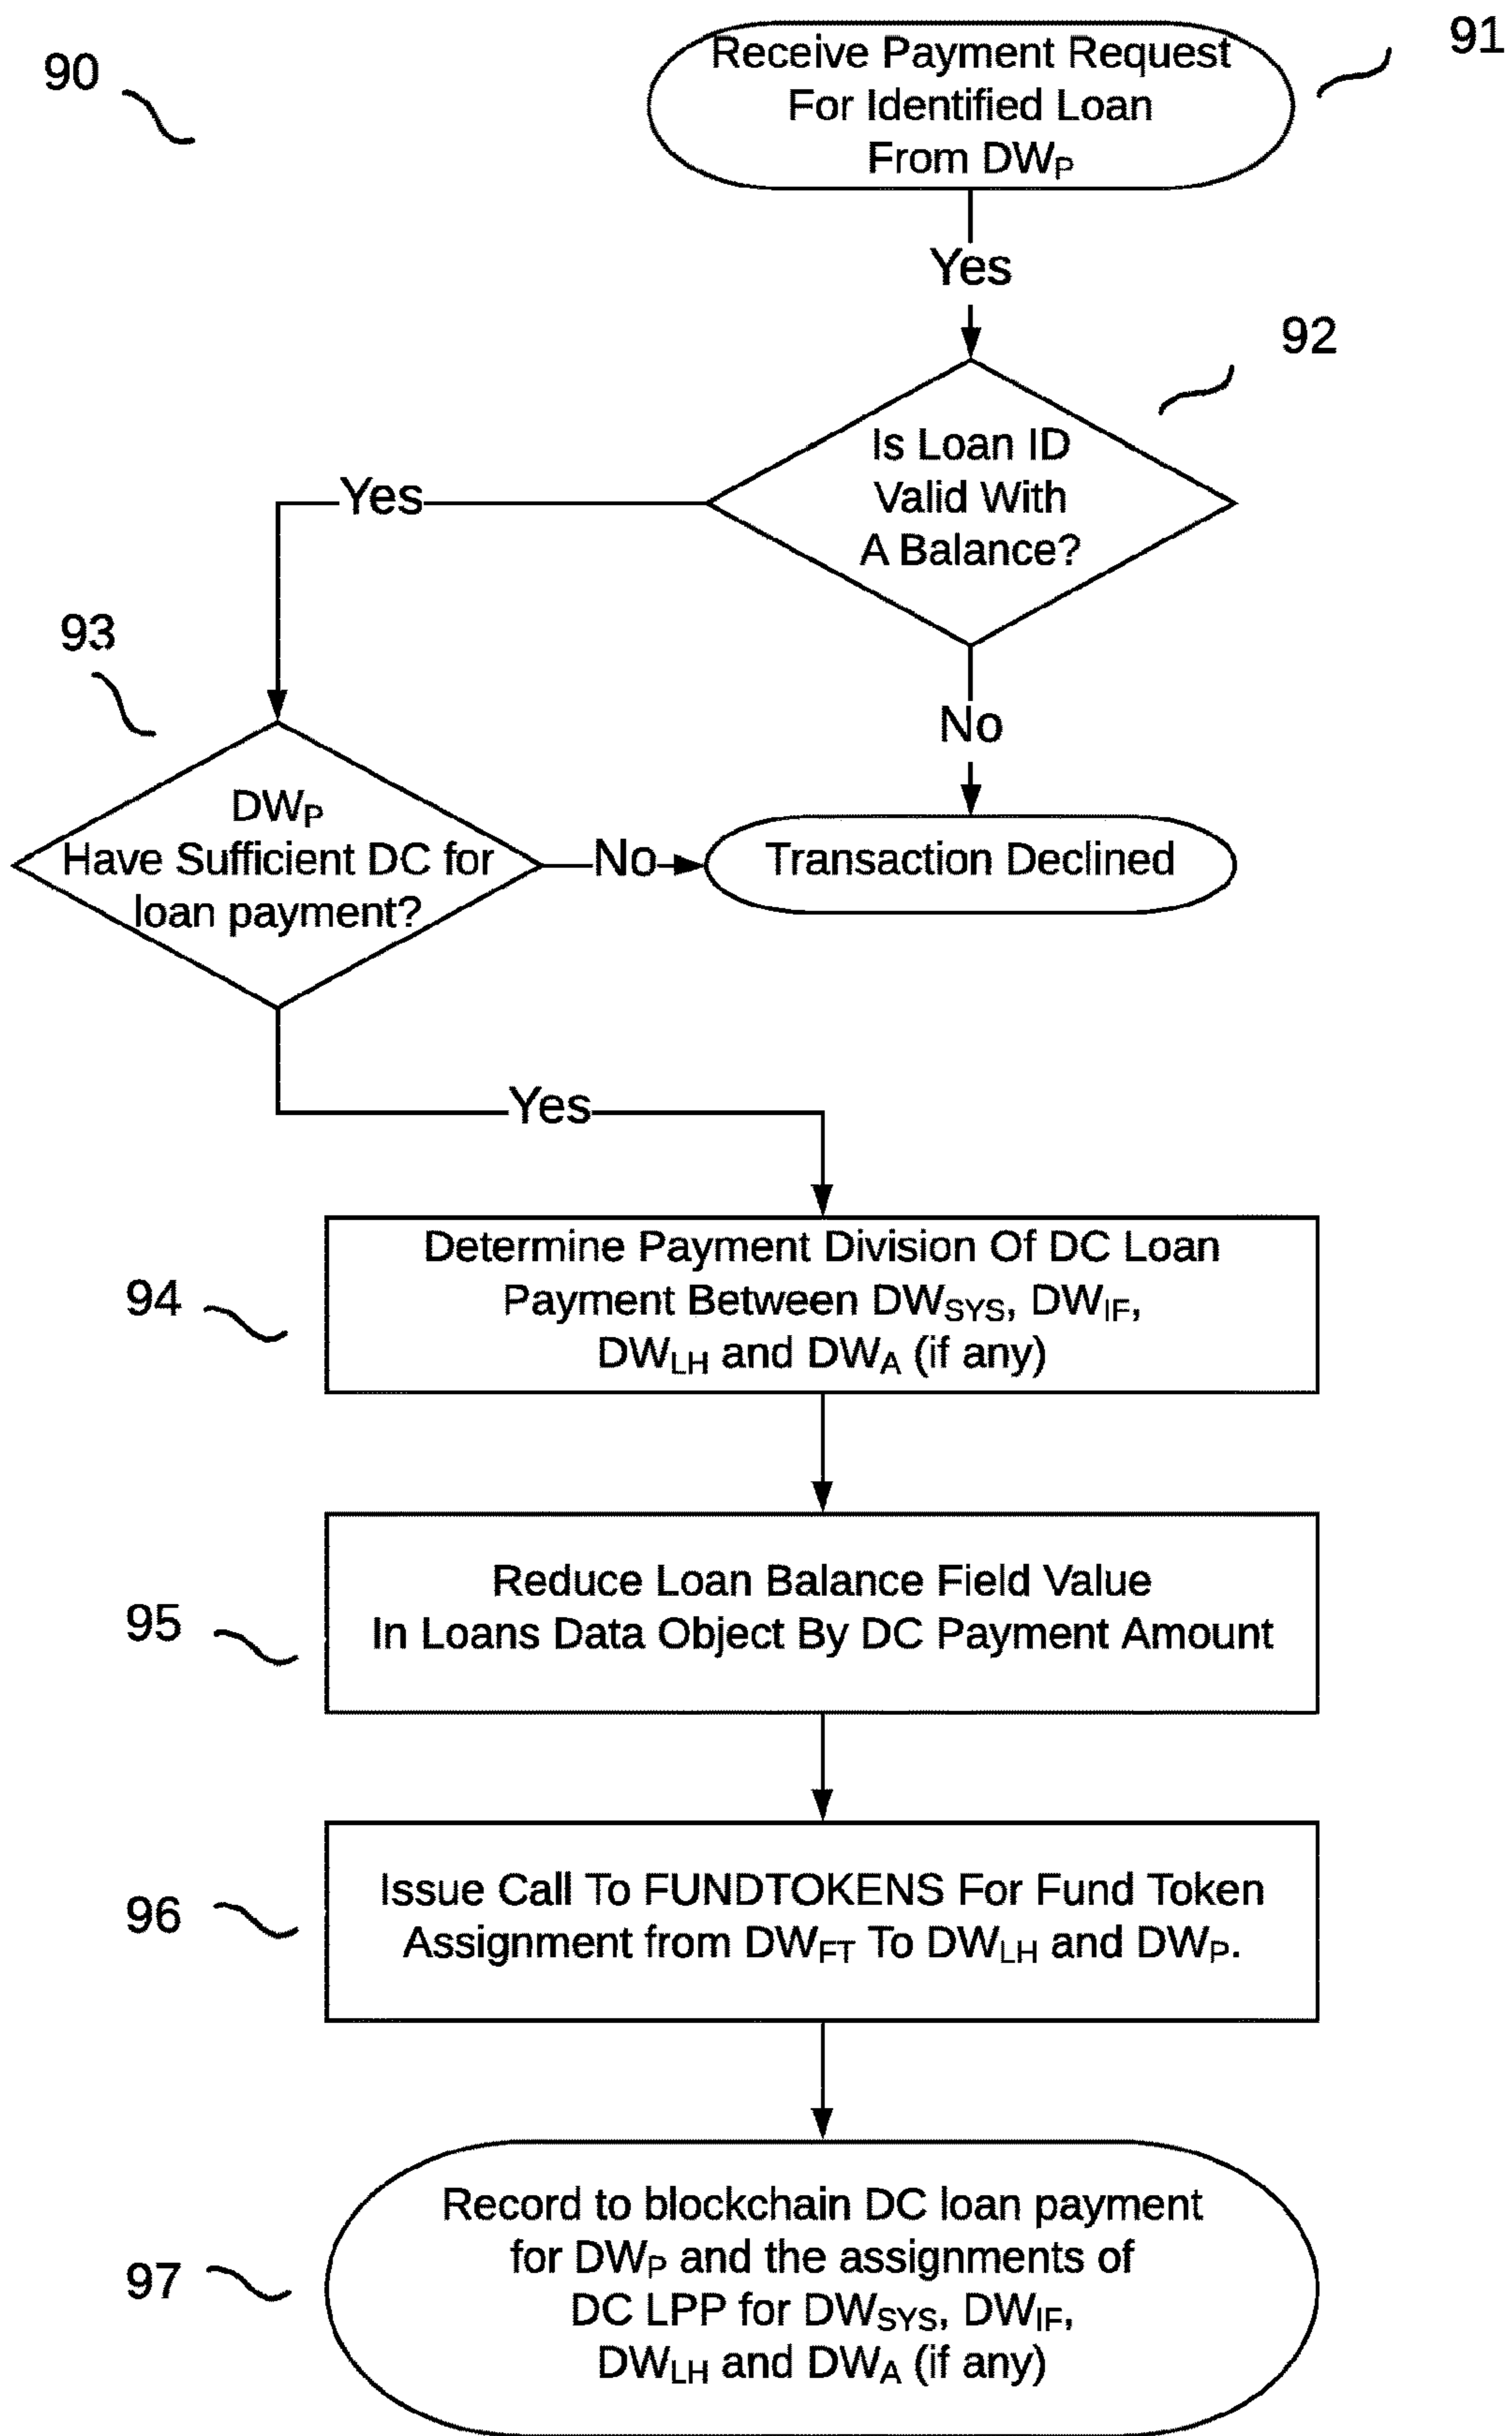 90
Receive Payment Request
For Identified Loan
From DWP
91
Yes
92
Is Loan ID
Valid With
A Balance?
Yes
93
No
DWP
Have Sufficient DC for
loan payment?
No
Transaction Declined
Yes
94
Determine Payment Division Of DC Loan
Payment Between DWSYS, DWIF,
DWLH and DWA (if any)
95
Reduce Loan Balance Field Value
In Loans Data Object By DC Payment Amount
96
Issue Call To FUNDTOKENS For Fund Token
Assignment from DWFT To DWLH and DWP.
97
Record to blockchain DC loan payment
for DWP and the assignments of
DC LPP for DWSYS, DWIF,
DWLH and DWA (if any)